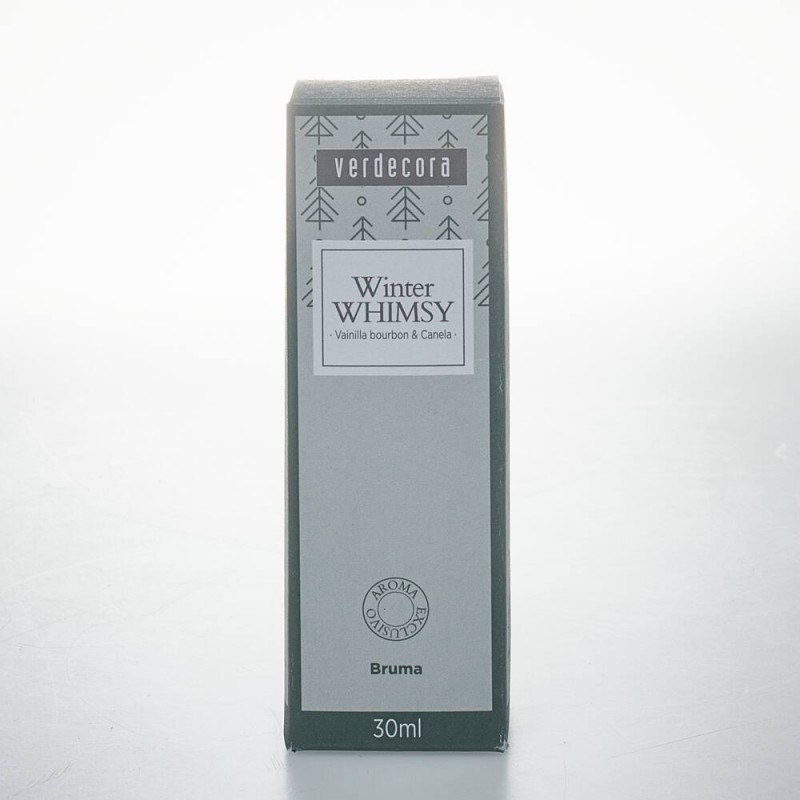 verdecora
Winter
WHIMSY
· Vainilla bourbon & Canela ·
AROMA EXCLUSIVO
Bruma
30ml